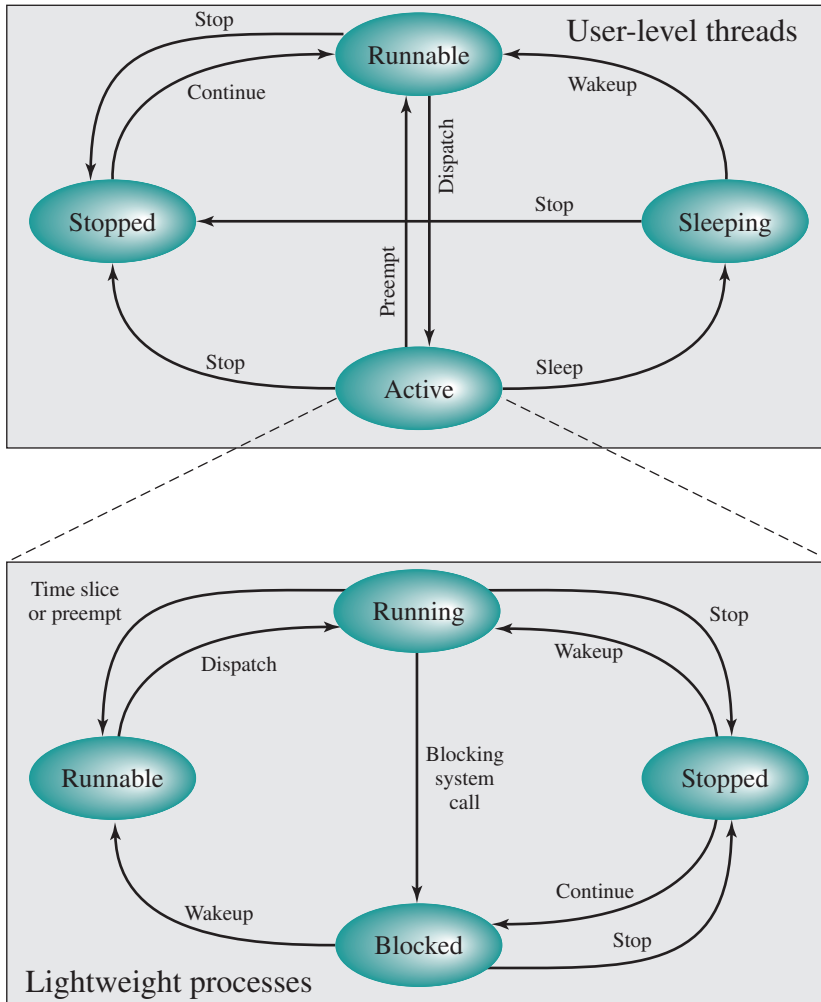 User-level threads
Stop
Runnable
Continue
Wakeup
Dispatch
Stopped
Stop
Sleeping
Preempt
Stop
Sleep
Active
Time slice
or preempt
Running
Stop
Dispatch
Wakeup
Runnable
Blocking
system
call
Stopped
Continue
Wakeup
Blocked
Stop
Lightweight processes